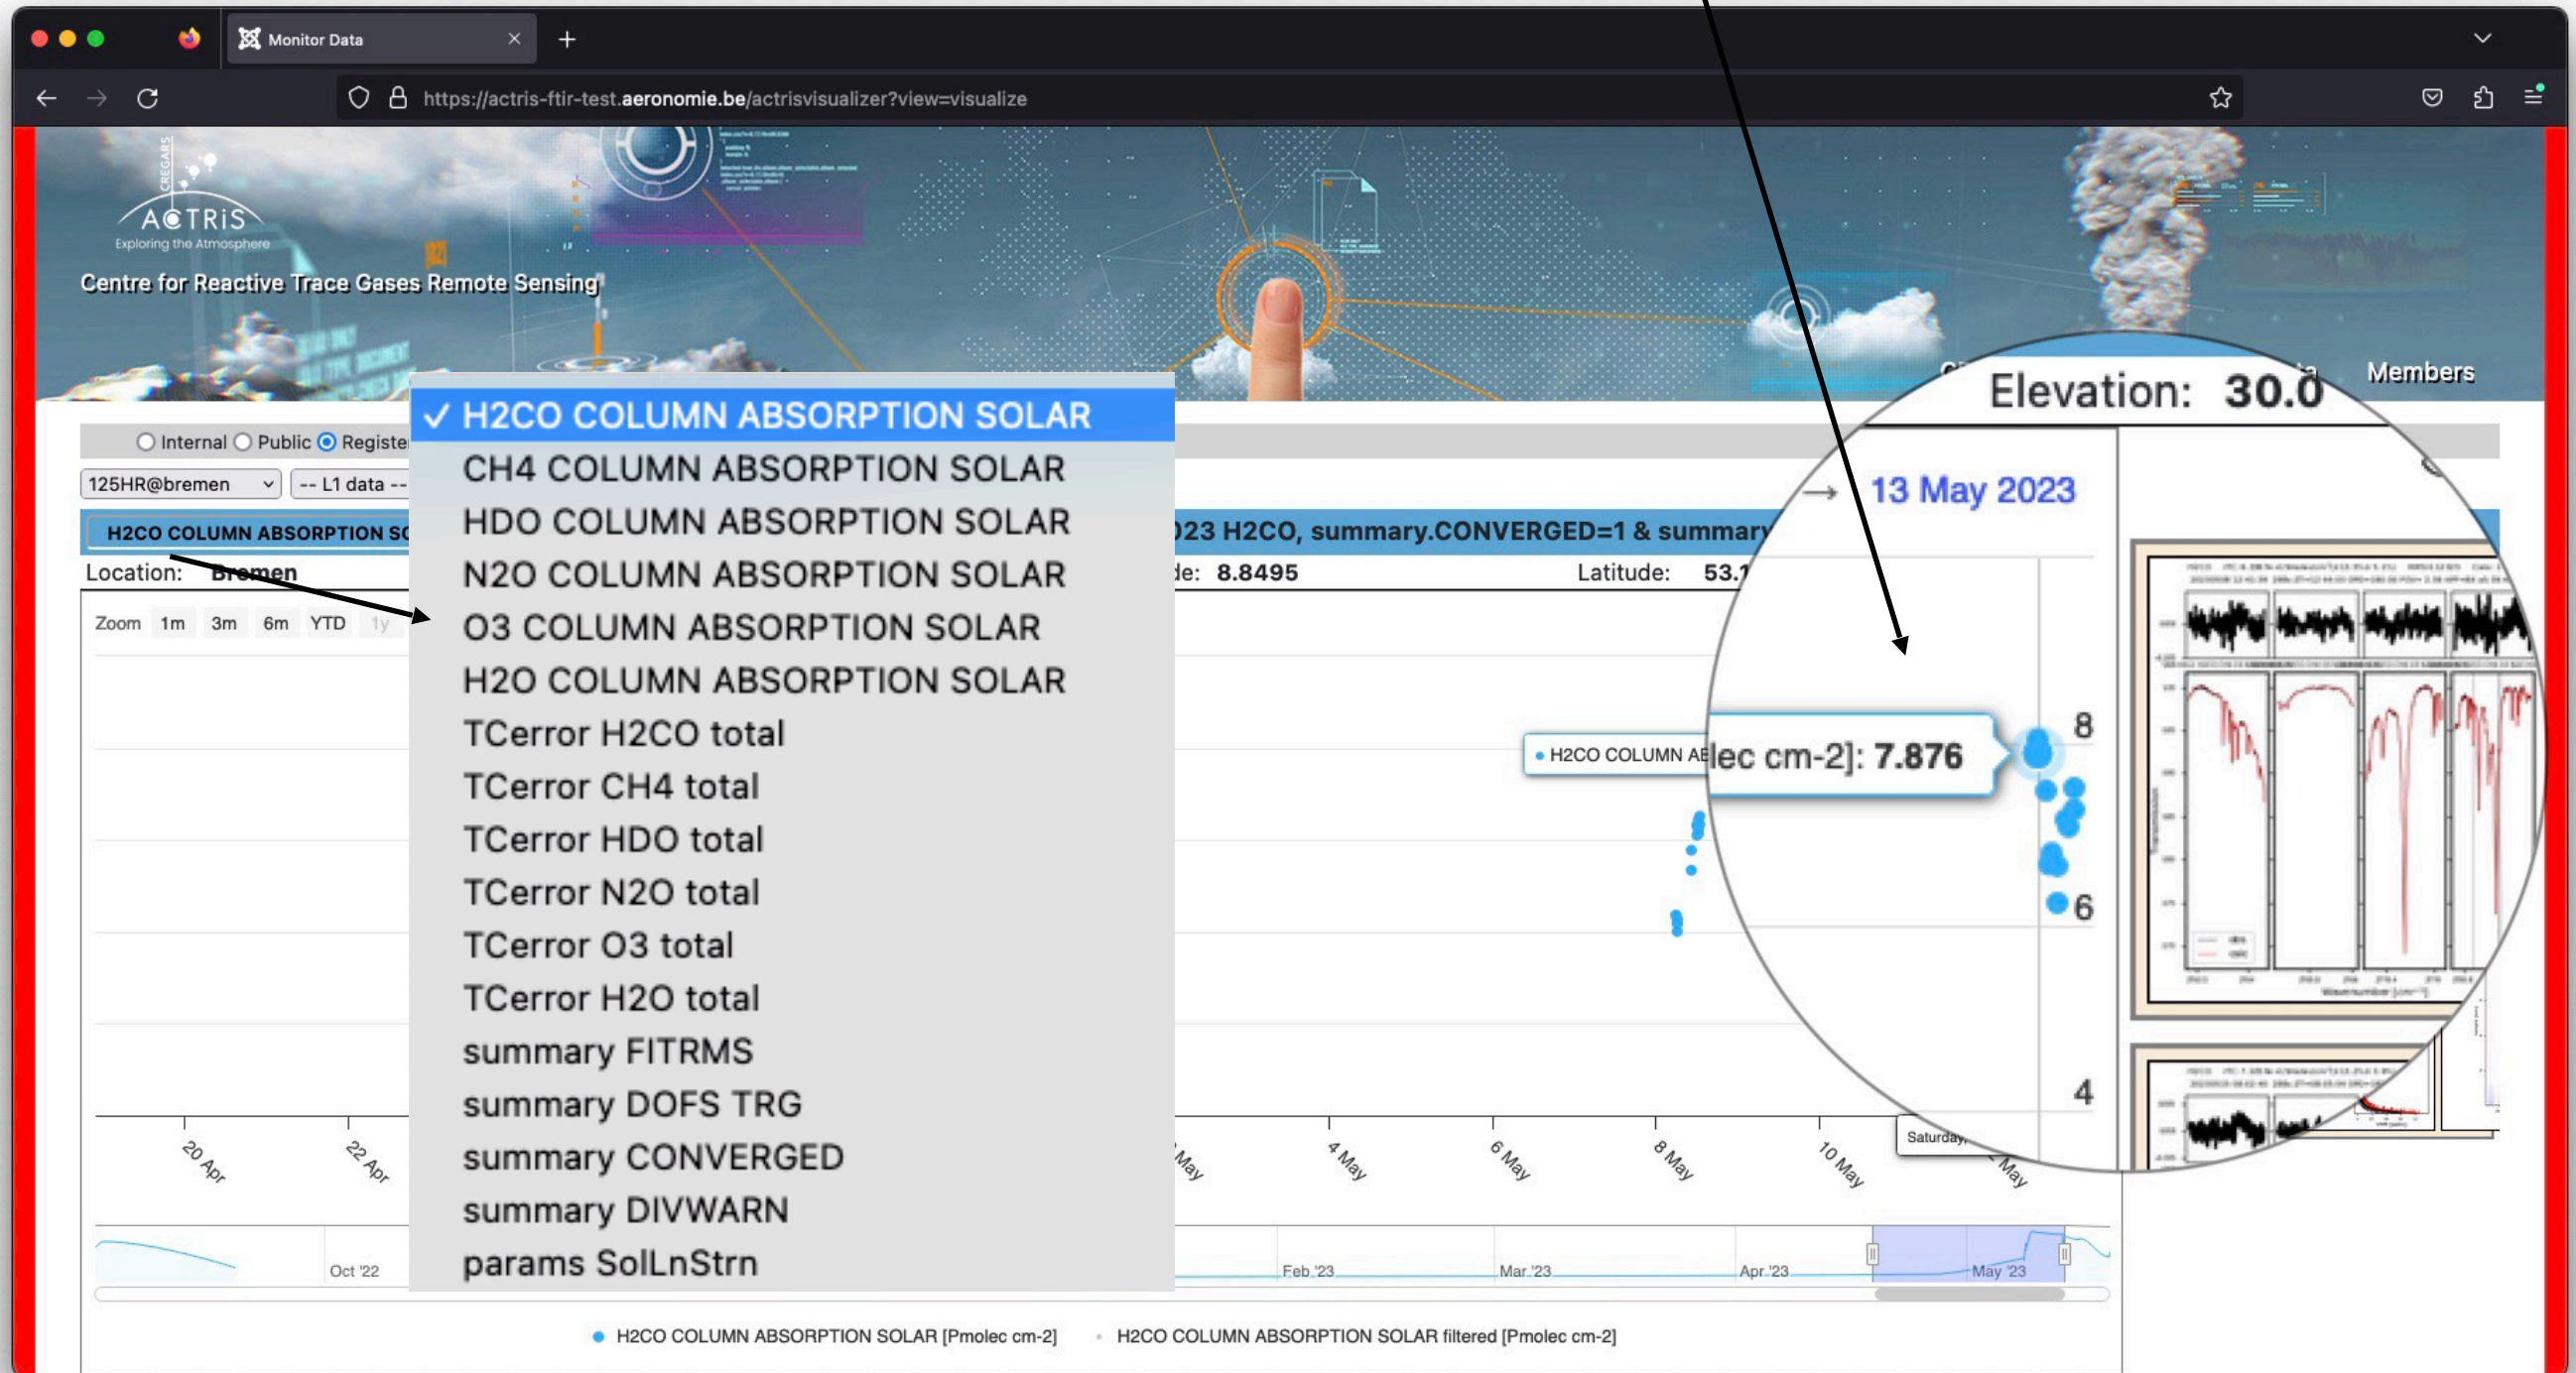 Monitor Data
https://actris-ftir-test.aeronomie.be/actrisvisualizer?view=visualize
CREGARS
ACTRiS
Exploring the Atmosphere
Centre for Reactive Trace Gases Remote Sensing
Members
Elevation: 30.0
Internal Public Registe
125HR@bremen -- L1 data --
H2CO COLUMN ABSORPTION SO
023 H2CO, summary.CONVERGED=1 & summary
Location: Bremen
de: 8.8495 Latitude: 53.1
Zoom 1m 3m 6m YTD 1y
✓ H2CO COLUMN ABSORPTION SOLAR
CH4 COLUMN ABSORPTION SOLAR
HDO COLUMN ABSORPTION SOLAR
N2O COLUMN ABSORPTION SOLAR
O3 COLUMN ABSORPTION SOLAR
H2O COLUMN ABSORPTION SOLAR
TCerror H2CO total
TCerror CH4 total
TCerror HDO total
TCerror N2O total
TCerror O3 total
TCerror H2O total
summary FITRMS
summary DOFS TRG
summary CONVERGED
summary DIVWARN
params SolLnStrn
→ 13 May 2023
H2CO COLUMN AB
lec cm-2]: 7.876
8
6
4
Saturday,
20 Apr
22 Apr
May
4 May
6 May
8 May
10 May
May
Oct '22
Feb '23
Mar '23
Apr '23
May '23
H2CO COLUMN ABSORPTION SOLAR [Pmolec cm-2]
H2CO COLUMN ABSORPTION SOLAR filtered [Pmolec cm-2]